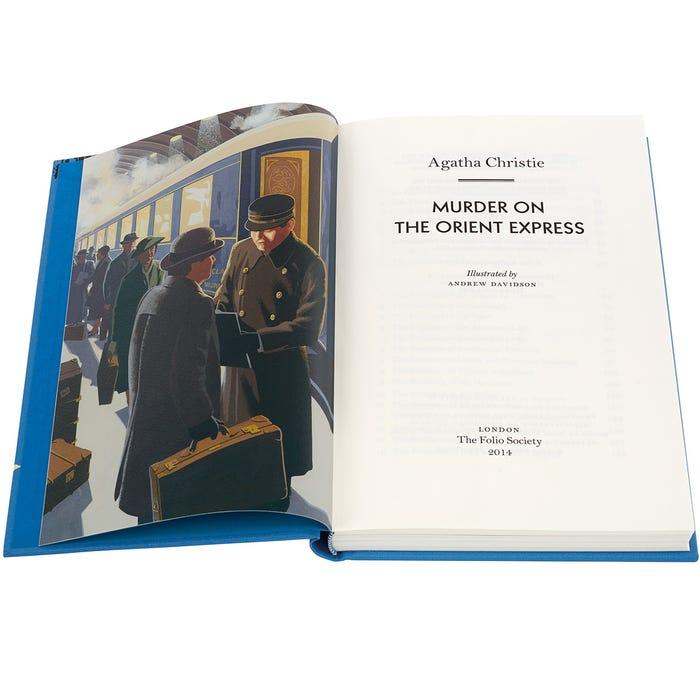 Agatha Christie
MURDER ON
THE ORIENT EXPRESS
Illustrated by
ANDREW DAVIDSON
LONDON
The Folio Society
2014